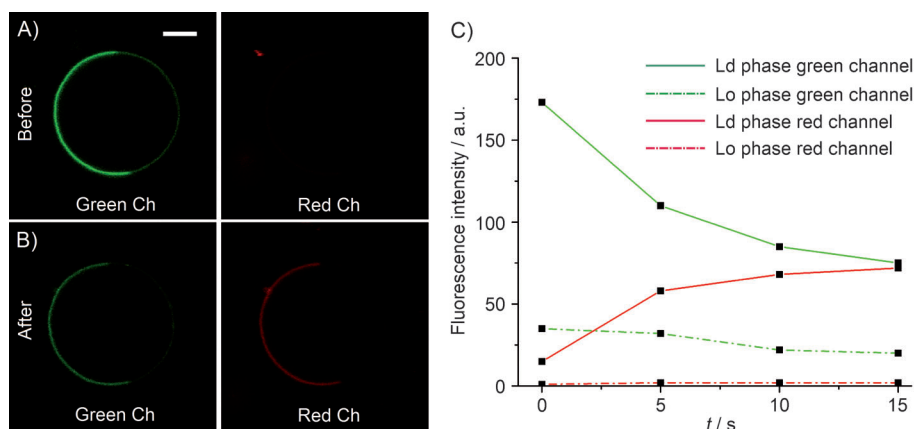 A)
Before
Green Ch
Red Ch
B)
After
Green Ch
Red Ch
C)
Fluorescence intensity / a.u.
200
150
100
50
0
Ld phase green channel
Lo phase green channel
Ld phase red channel
Lo phase red channel
0 5 10 15
t / s